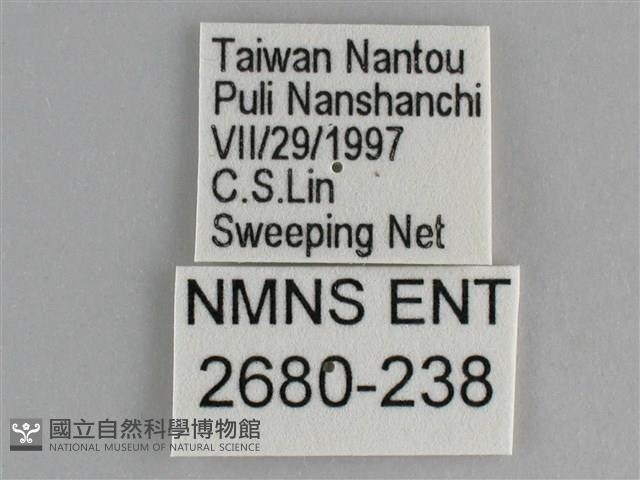 Taiwan Nantou
Puli Nanshanchi
VII/29/1997
C.S.Lin
Sweeping Net
NMNS ENT
2680-238
國立自然科學博物館
NATIONAL MUSEUM OF NATURAL SCIENCE